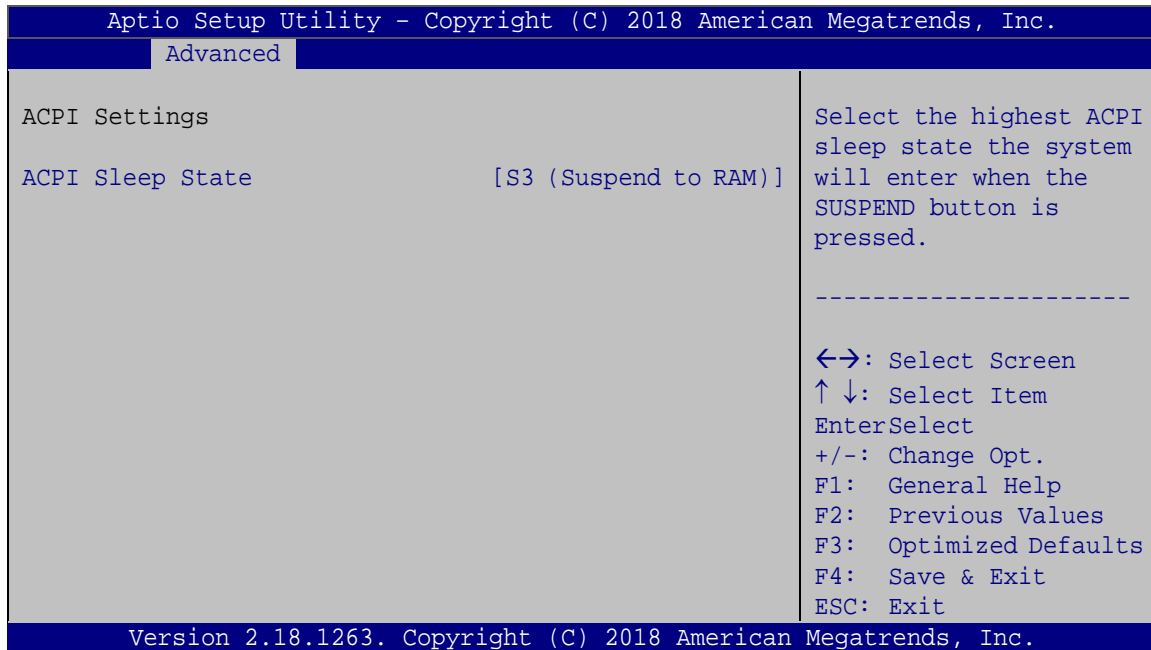 Aptio Setup Utility – Copyright (C) 2018 American Megatrends, Inc.
Advanced
ACPI Settings
ACPI Sleep State [S3 (Suspend to RAM)]
Select the highest ACPI
sleep state the system
will enter when the
SUSPEND button is
pressed.
----------------------
←→: Select Screen
↑ ↓: Select Item
EnterSelect
+/-: Change Opt.
F1: General Help
F2: Previous Values
F3: Optimized Defaults
F4: Save & Exit
ESC: Exit
Version 2.18.1263. Copyright (C) 2018 American Megatrends, Inc.